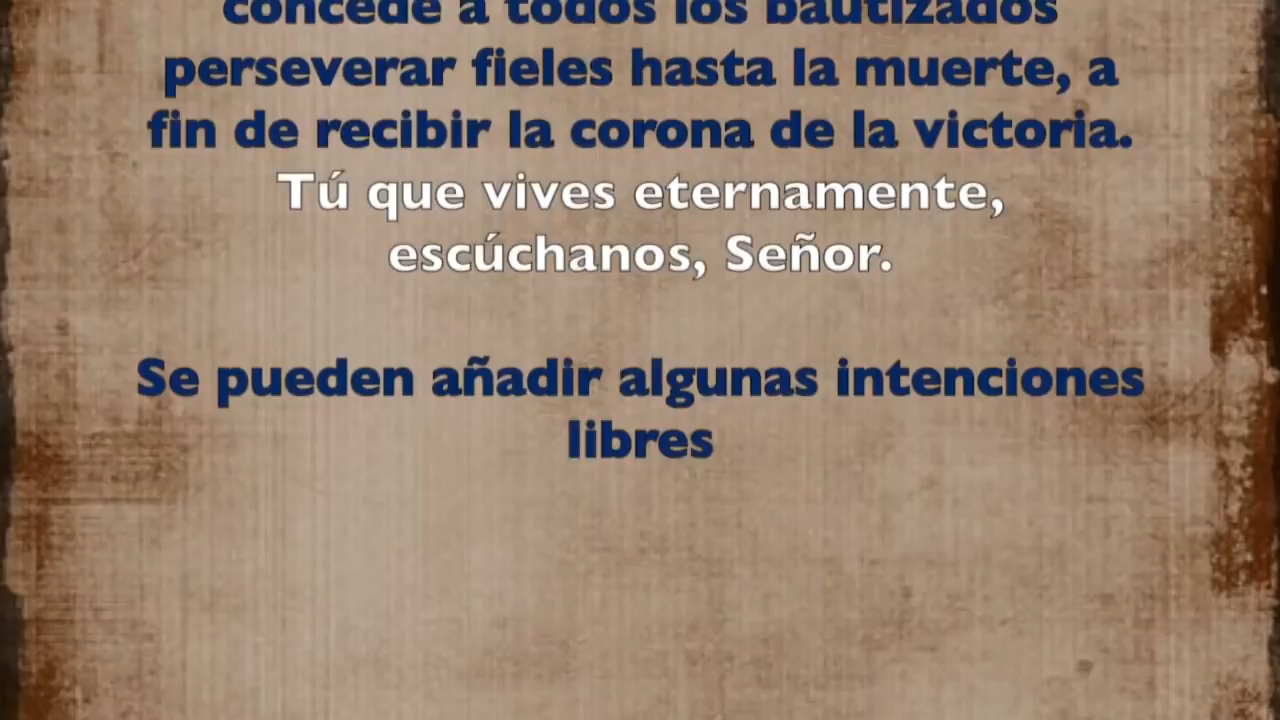 concede a todos los bautizados
perseverar fieles hasta la muerte, a
fin de recibir la corona de la victoria.
Tú que vives eternamente,
escúchanos, Señor.
Se pueden añadir algunas intenciones
libres